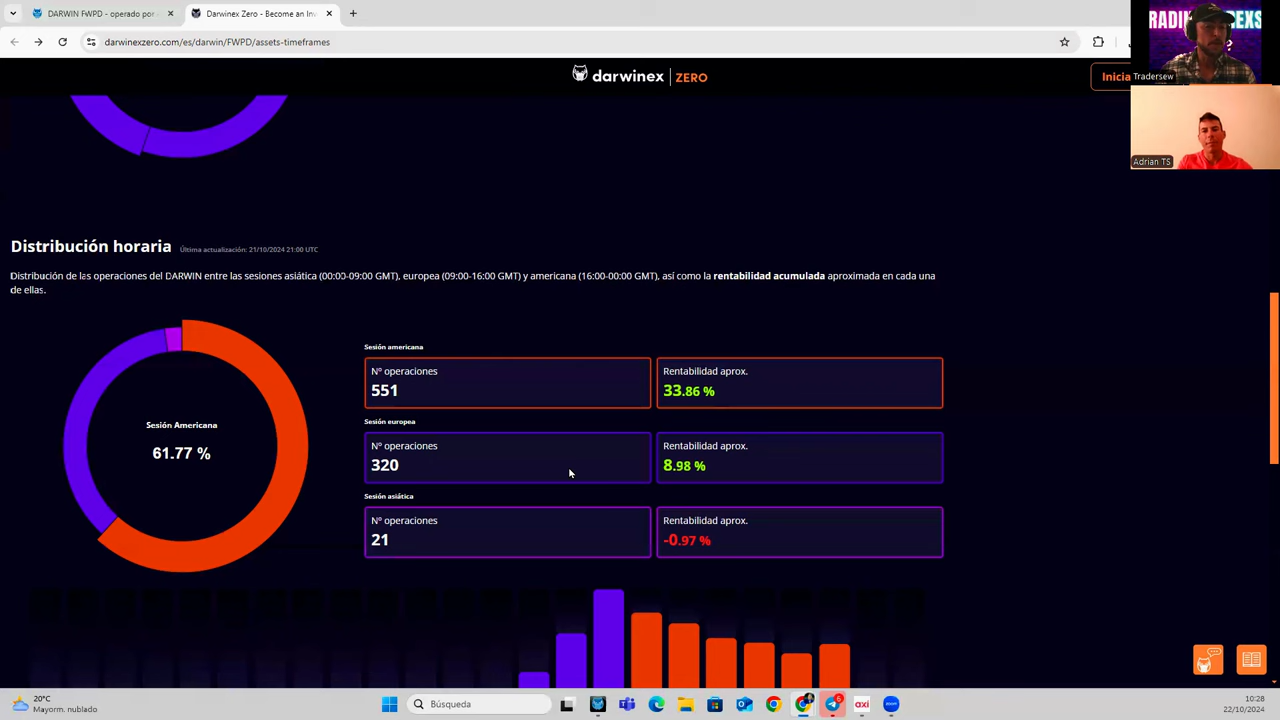 DARWIN FWPD - operado por
Darwinex Zero - Become an Inv
darwinexzero.com/es/darwin/FWPD/assets-timeframes
darwinex | ZERO
Inicia
Tradersew
Adrian TS
Distribución horaria
Última actualización: 21/10/2024 21:00 UTC
Distribución de las operaciones del DARWIN entre las sesiones asiática (00:00-09:00 GMT), europea (09:00-16:00 GMT) y americana (16:00-00:00 GMT), así como la rentabilidad acumulada aproximada en cada una
de ellas.
Sesión Americana
61.77 %
Sesión americana
Nº operaciones
551
Rentabilidad aprox.
33.86 %
Sesión europea
Nº operaciones
320
Rentabilidad aprox.
8.98 %
Sesión asiática
Nº operaciones
21
Rentabilidad aprox.
-0.97 %
20°C
Mayorm. nublado
Búsqueda
axi
zoom
10:28
22/10/2024